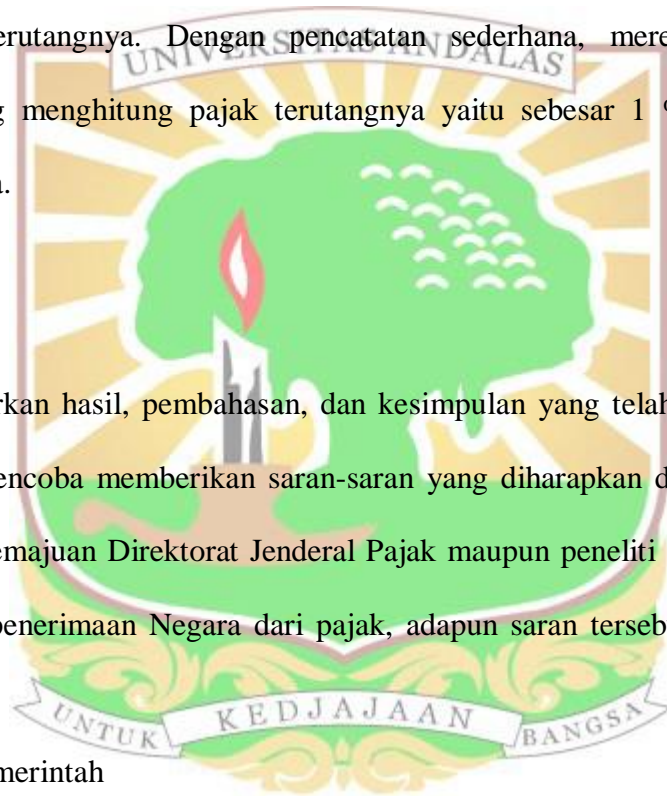 erutangnya. Dengan pencatatan sederhana, mere
UNIVERSITAS ANDALAS
g menghitung pajak terutangnya yaitu sebesar 1 %
a.
rkan hasil, pembahasan, dan kesimpulan yang telah
encoba memberikan saran-saran yang diharapkan d
emajuan Direktorat Jenderal Pajak maupun peneliti
penerimaan Negara dari pajak, adapun saran terseb
UNTUK KEDJAJAAN BANGSA
merintah